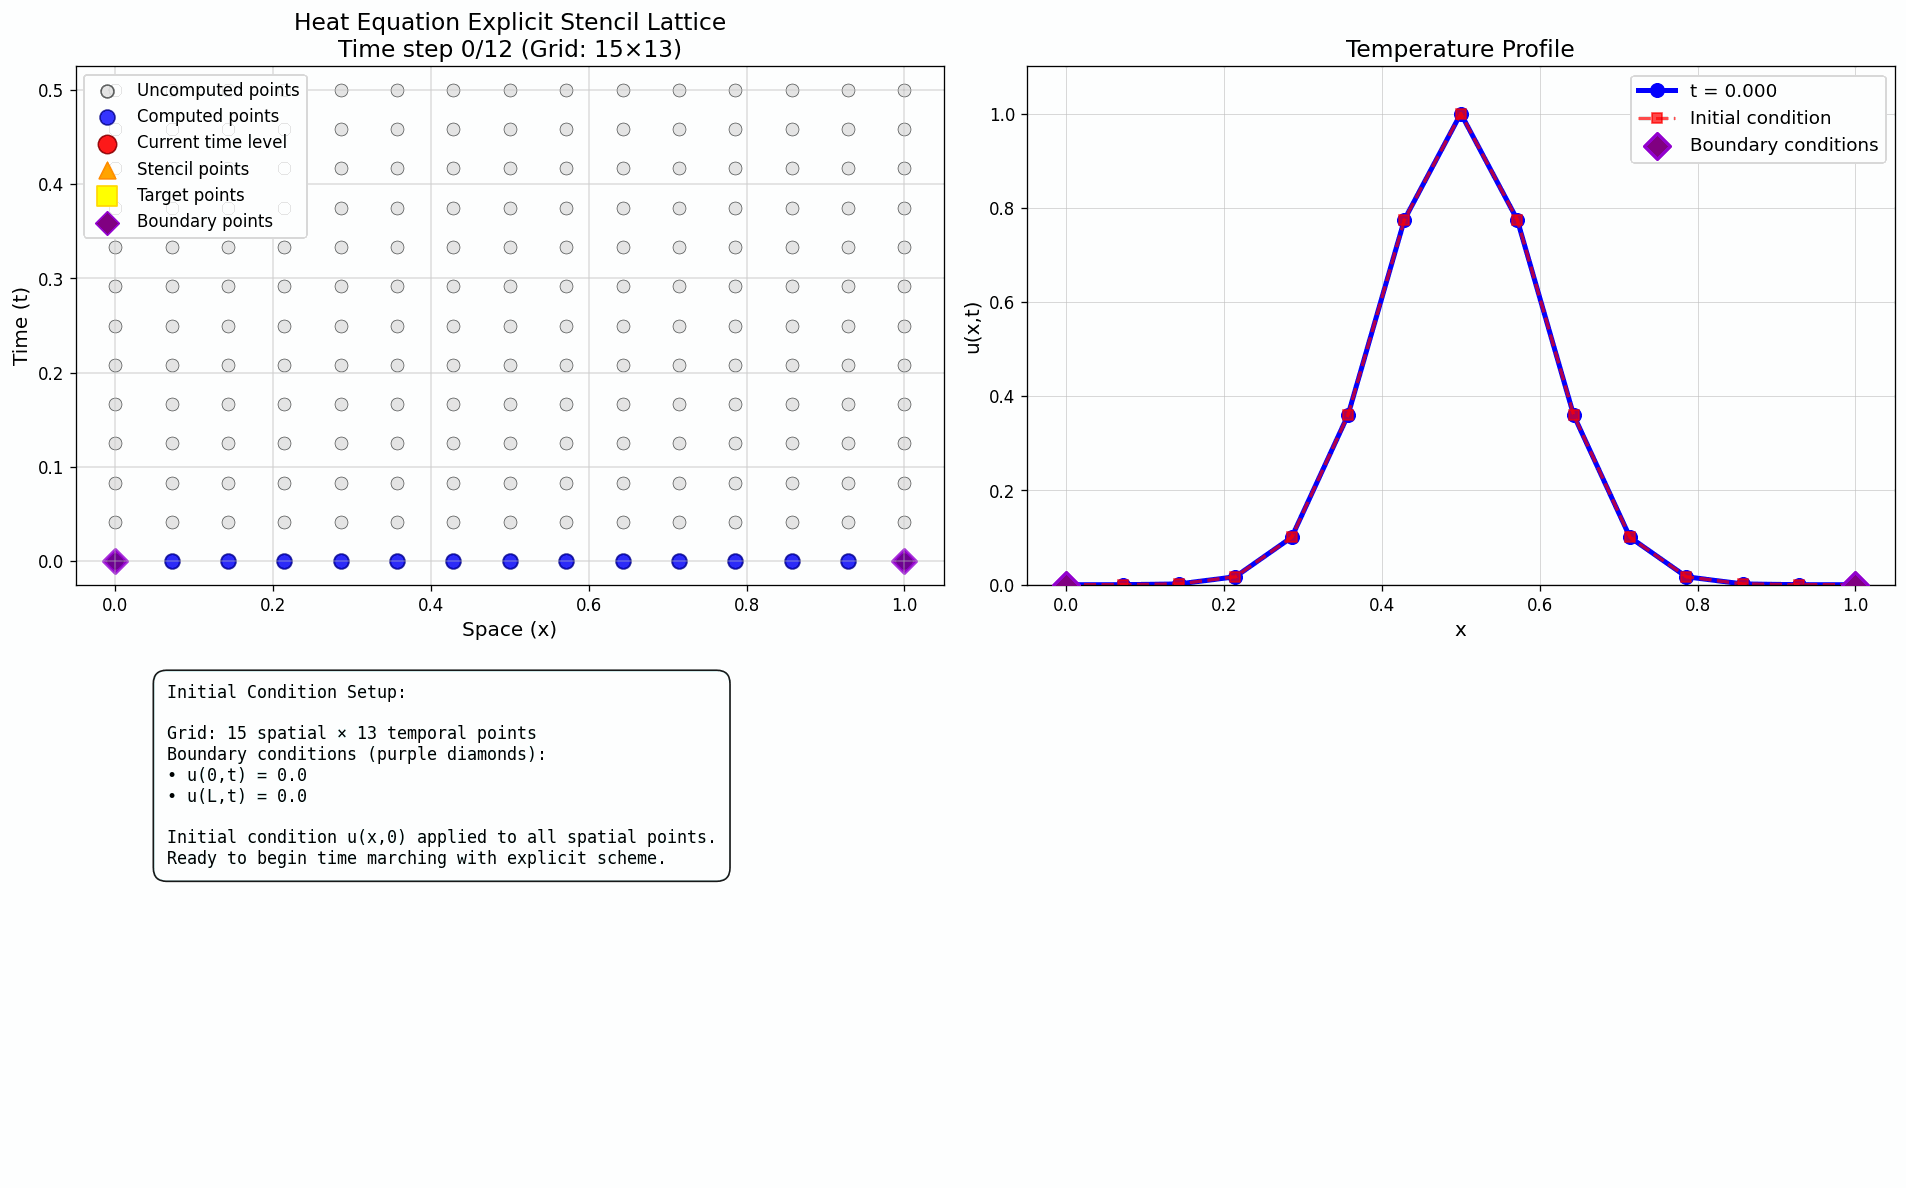 Heat Equation Explicit Stencil Lattice
Time step 0/12 (Grid: 15×13)
Uncomputed points
Computed points
Current time level
Stencil points
Target points
Boundary points
0.5
0.4
0.3
0.2
0.1
0.0
Time (t)
0.0 0.2 0.4 0.6 0.8 1.0
Space (x)
Temperature Profile
t = 0.000
Initial condition
Boundary conditions
1.0
0.8
0.6
0.4
0.2
0.0
u(x,t)
0.0 0.2 0.4 0.6 0.8 1.0
x
Initial Condition Setup:
Grid: 15 spatial × 13 temporal points
Boundary conditions (purple diamonds):
• u(0,t) = 0.0
• u(L,t) = 0.0
Initial condition u(x,0) applied to all spatial points.
Ready to begin time marching with explicit scheme.